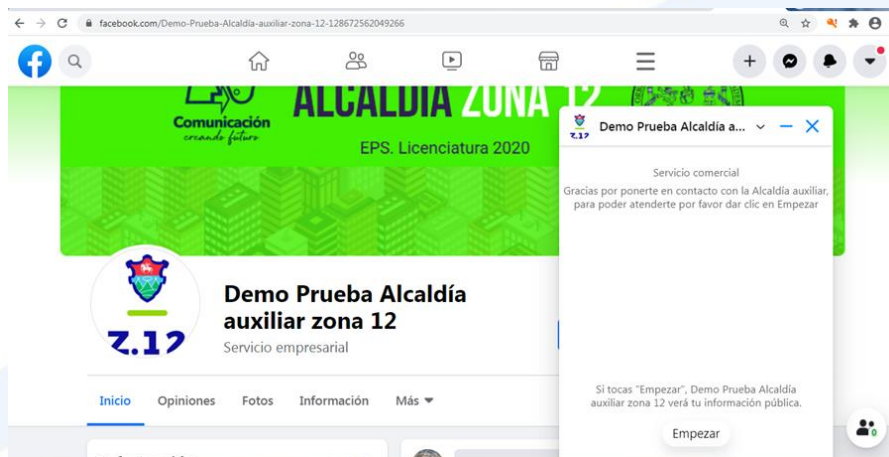 facebook.com/Demo-Prueba-Alcaldia-auxiliar-zona-12-128672562049266
Comunicación
creando futuro
ALCALDIA ZONA 12
EPS. Licenciatura 2020
Demo Prueba Alcaldía a...
Servicio comercial
Gracias por ponerte en contacto con la Alcaldía auxiliar,
para poder atenderte por favor dar clic en Empezar
Z.12
Z.12
Demo Prueba Alcaldía
auxiliar zona 12
Servicio empresarial
Inicio Opiniones Fotos Información Más
Si tocas "Empezar", Demo Prueba Alcaldía
auxiliar zona 12 verá tu información pública.
Empezar
0